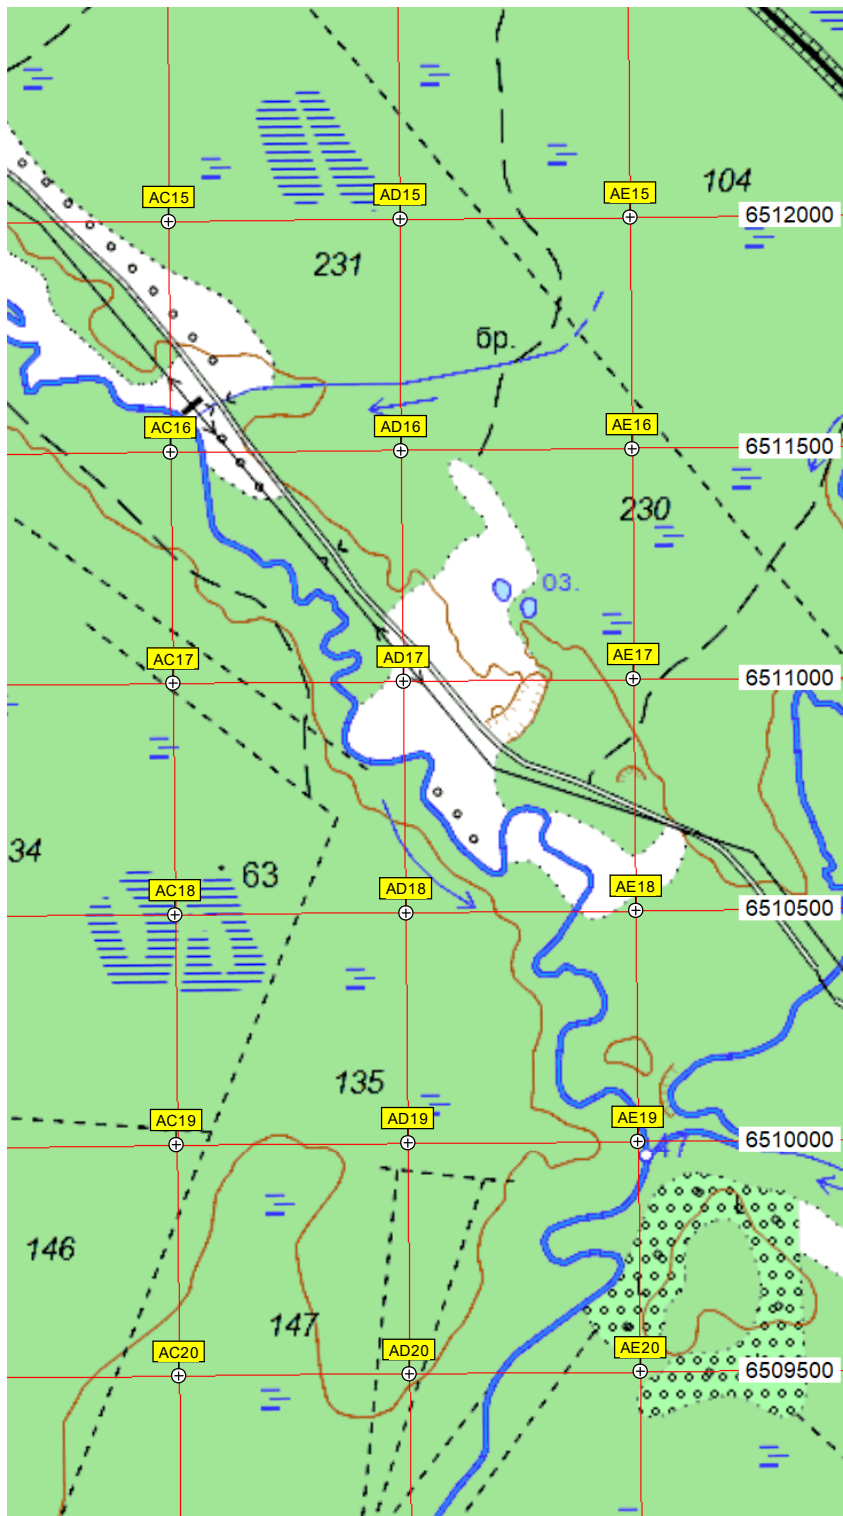 104
AC15
AD15
AE15
6512000
231
бр.
AC16
AD16
AE16
6511500
230
03.
AC17
AD17
AE17
6511000
34
63
AC18
AD18
AE18
6510500
135
AC19
AD19
AE19
6510000
47
146
147
AC20
AD20
AE20
6509500